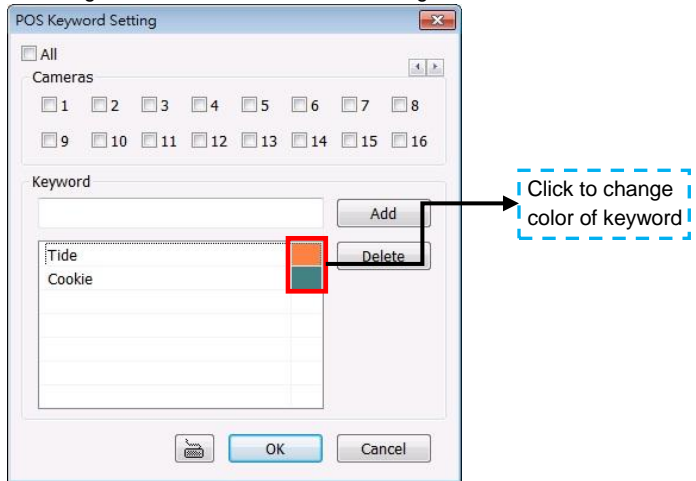 POS Keyword Setting
All
Cameras
1 2 3 4 5 6 7 8
9 10 11 12 13 14 15 16
Keyword
Add
Tide
Delete
Cookie
OK
Cancel
Click to change
color of keyword